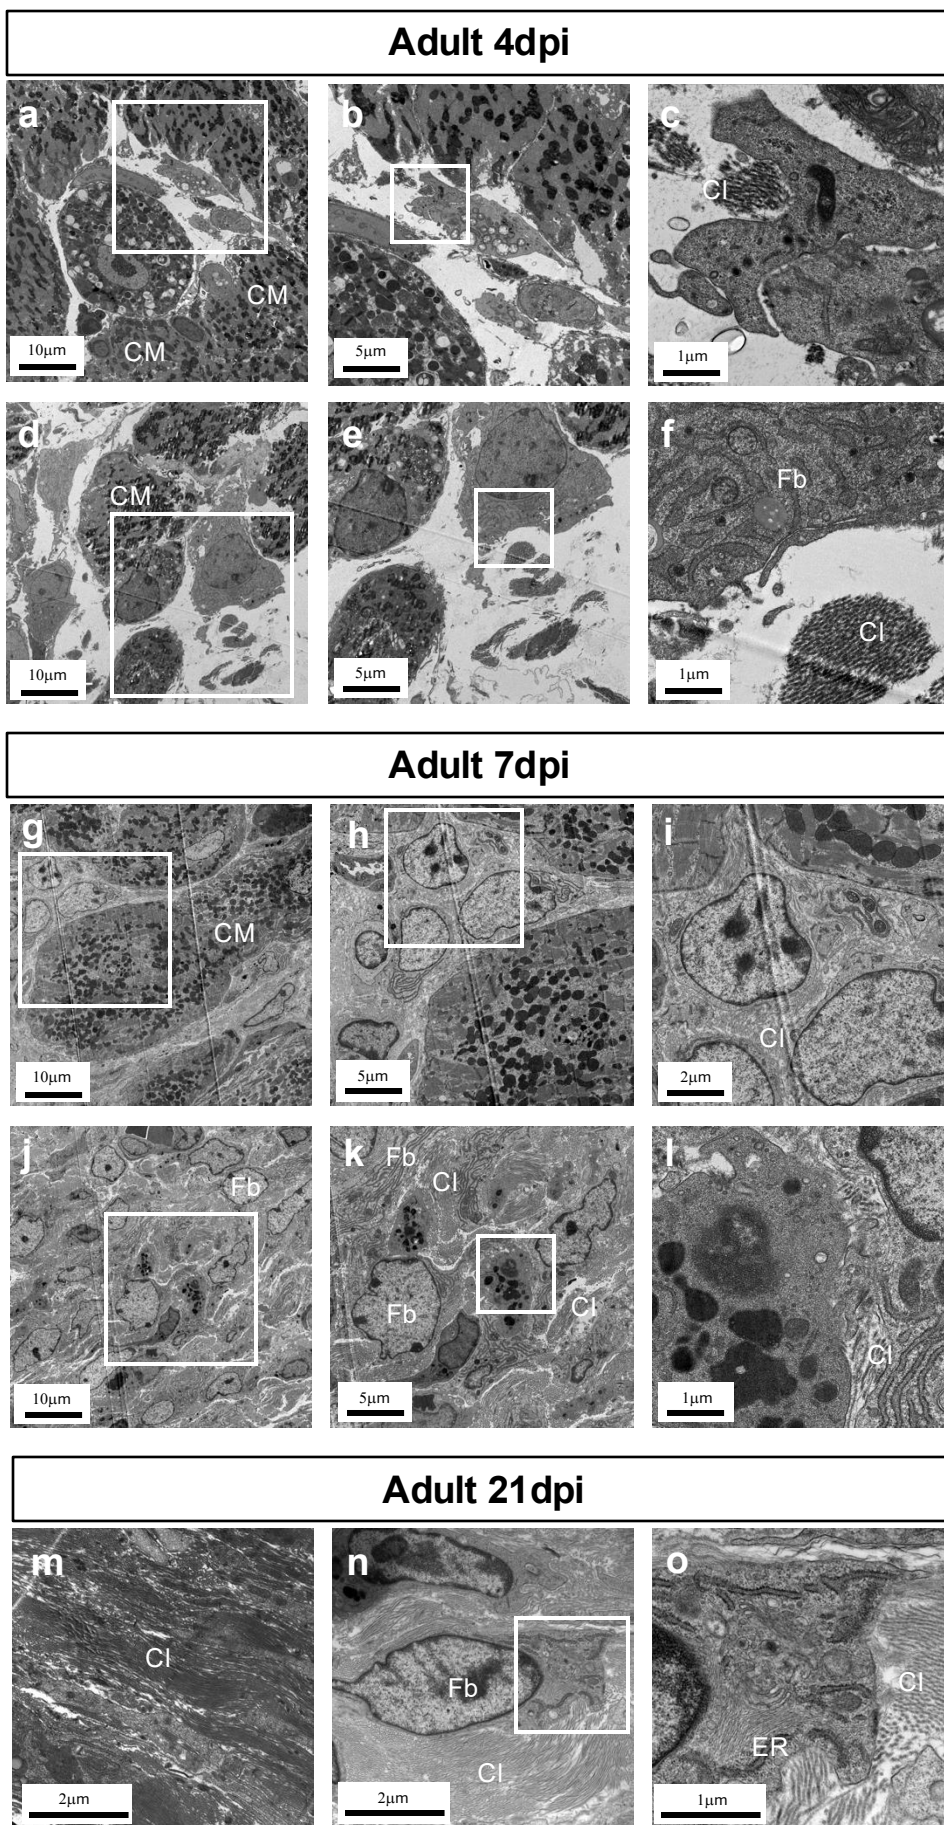 Adult 4dpi
a
CM
CM
10µm
b
5µm
c
Cl
1µm
d
CM
10µm
e
5µm
f
Fb
Cl
1µm
Adult 7dpi
g
CM
10µm
h
5µm
i
Cl
2µm
j
Fb
10µm
k
Fb
Cl
Fb
Cl
5µm
l
Cl
1µm
Adult 21dpi
m
Cl
2µm
n
Fb
Cl
2µm
o
Cl
ER
1µm